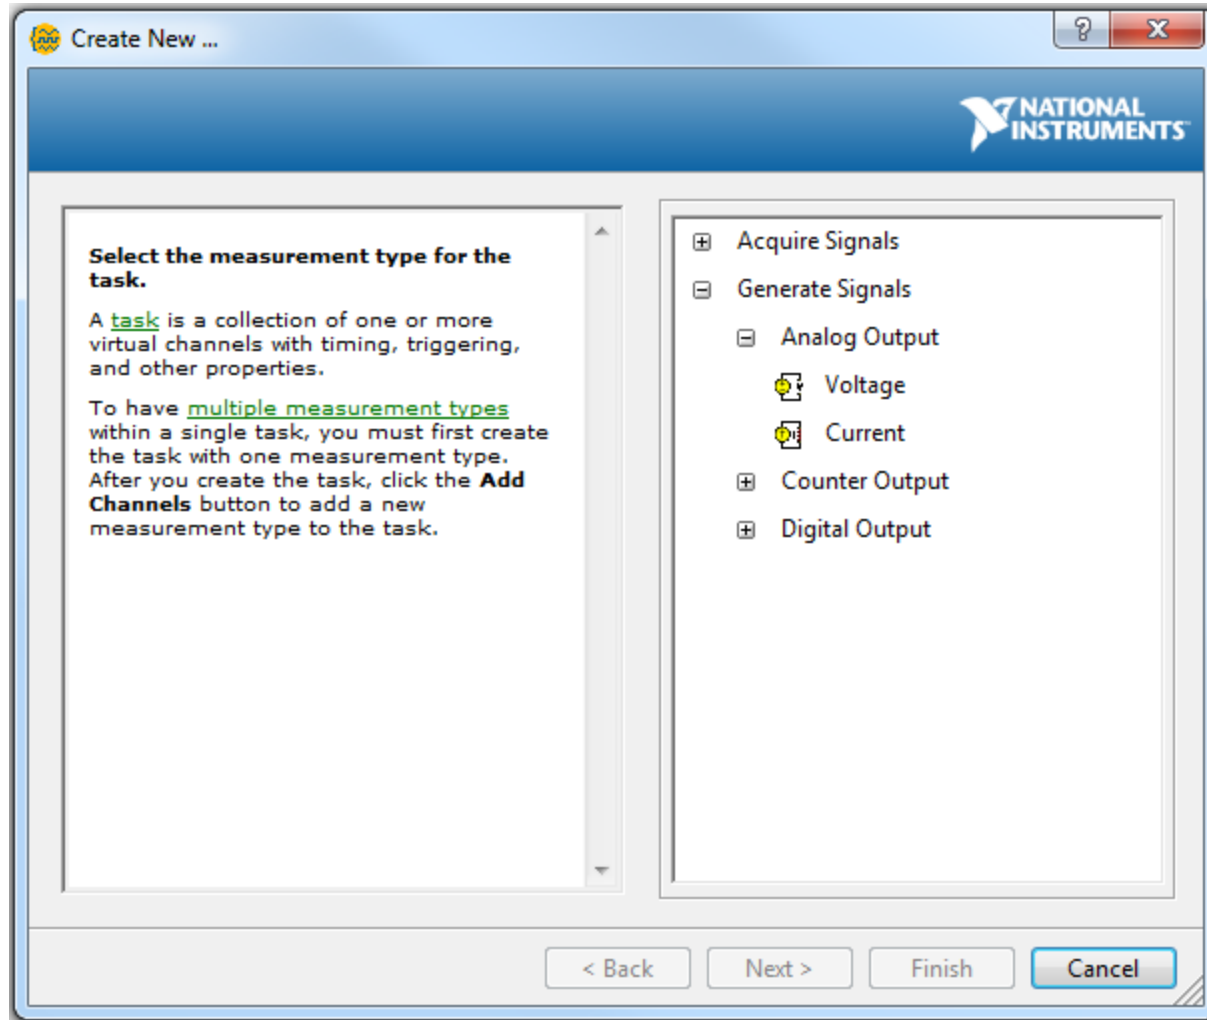 Create New ...
NATIONAL
INSTRUMENTS
Select the measurement type for the
task.
A task is a collection of one or more
virtual channels with timing, triggering,
and other properties.
To have multiple measurement types
within a single task, you must first create
the task with one measurement type.
After you create the task, click the Add
Channels button to add a new
measurement type to the task.
Acquire Signals
Generate Signals
Analog Output
Voltage
Current
Counter Output
Digital Output
< Back
Next >
Finish
Cancel